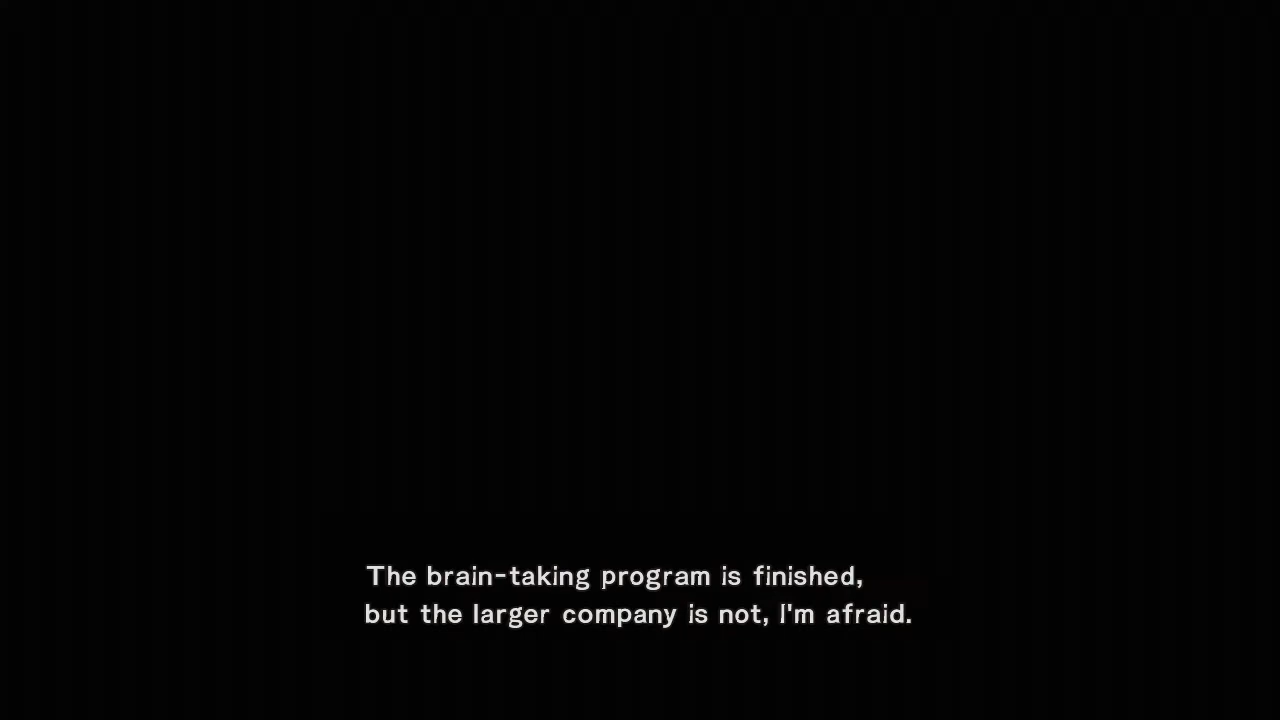 The brain-taking program is finished,
but the larger company is not, I'm afraid.